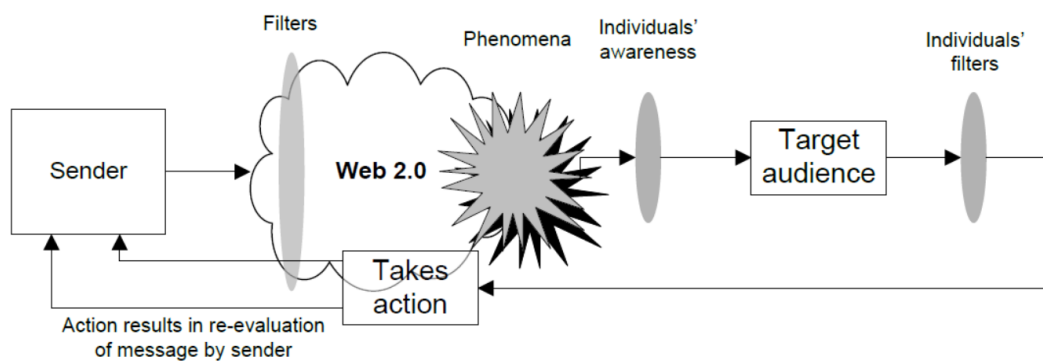 Filters
Phenomena
Individuals’
awareness
Individuals’
filters
Sender
Web 2.0
Target
audience
Takes
action
Action results in re-evaluation
of message by sender